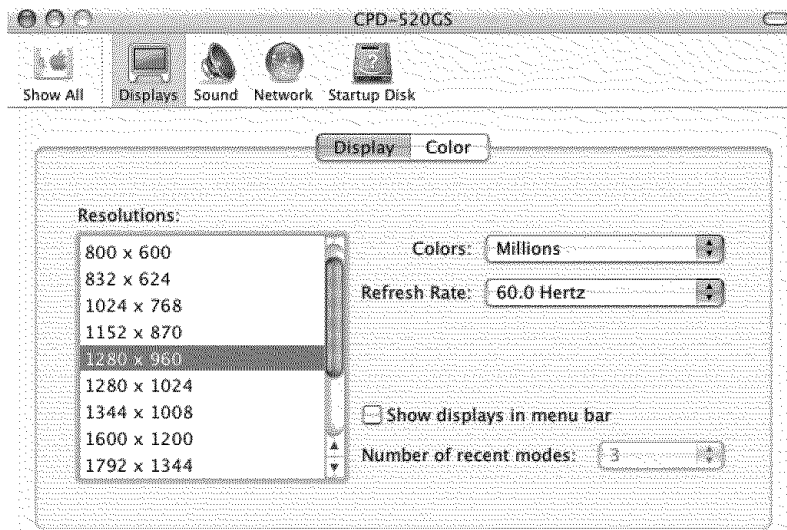 CPD-520GS
Show All Displays Sound Network Startup Disk
Display Color
Resolutions:
800 x 600
832 x 624
1024 x 768
1152 x 870
1280 x 960
1280 x 1024
1344 x 1008
1600 x 1200
1792 x 1344
Colors: Millions
Refresh Rate: 60.0 Hertz
Show displays in menu bar
Number of recent modes: 3